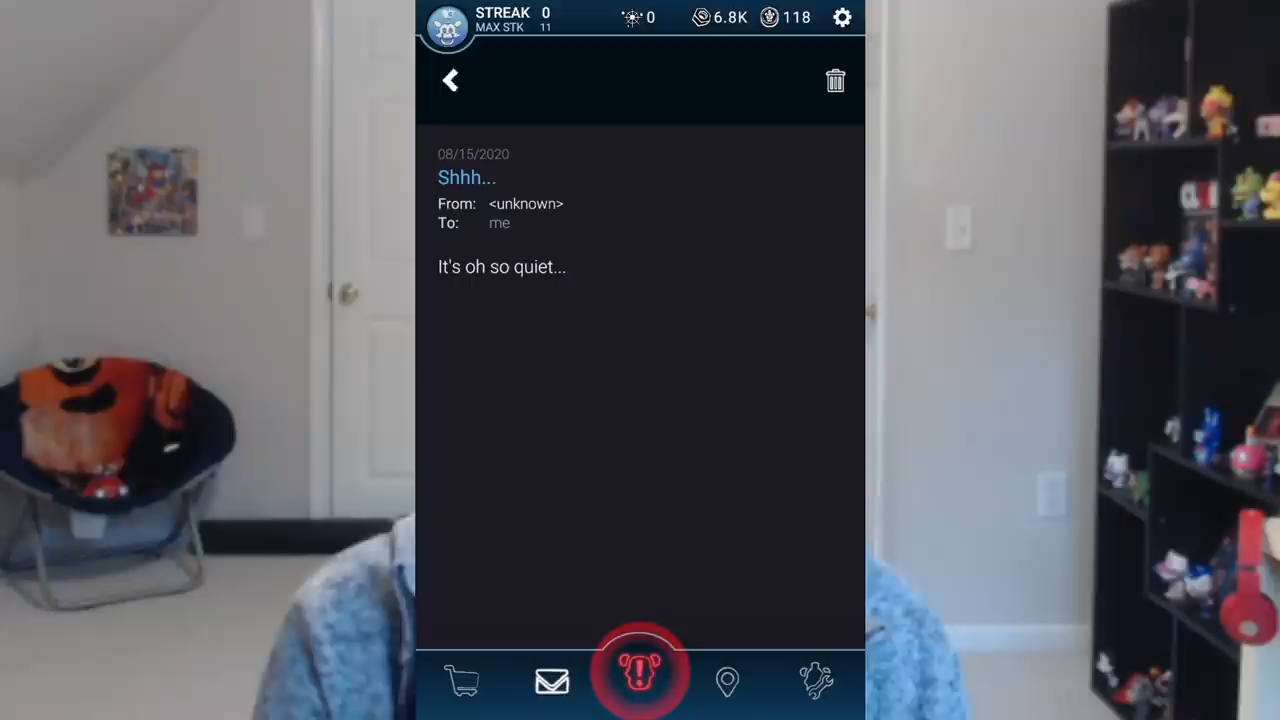 STREAK 0
MAX STK 11
0
6.8K
118
08/15/2020
Shhh...
From: <unknown>
To: me
It's oh so quiet...